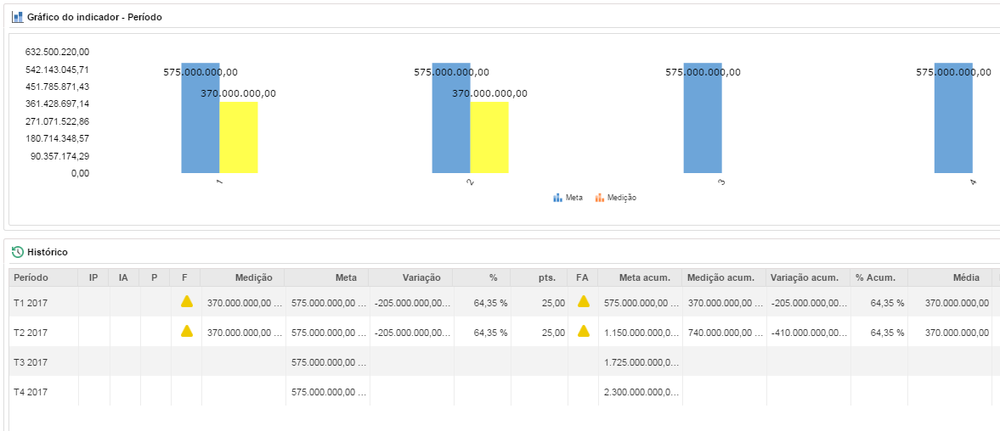 Gráfico do indicador - Período
632.500.220,00
542.143.045,71
451.785.871,43
361.428.697,14
271.071.522,86
180.714.348,57
90.357.174,29
0,00
575.000.000,00 575.000.000,00 575.000.000,00 575.000.000,00
370.000.000,00 370.000.000,00
1 2 3 4
Meta Medição
Histórico
Período IP IA P F Medição Meta Variação % pts. FA Meta acum. Medição acum. Variação acum. % Acum. Média
T1 2017 370.000.000,00 ... 575.000.000,00 ... -205.000.000,00... 64,35 % 25,00 575.000.000,00 ... 370.000.000,00 ... -205.000.000,00... 64,35 % 370.000.000,00
T2 2017 370.000.000,00 ... 575.000.000,00 ... -205.000.000,00... 64,35 % 25,00 1.150.000.000,0... 740.000.000,00 ... -410.000.000,00... 64,35 % 370.000.000,00
T3 2017 575.000.000,00 ... 1.725.000.000,0...
T4 2017 575.000.000,00 ... 2.300.000.000,0...